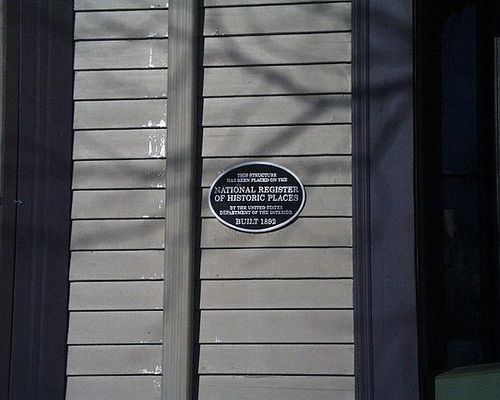 THIS STRUCTURE
HAS BEEN PLACED ON THE
NATIONAL REGISTER
OF HISTORIC PLACES
BY THE UNITED STATES
DEPARTMENT OF THE INTERIOR
BUILT 1892